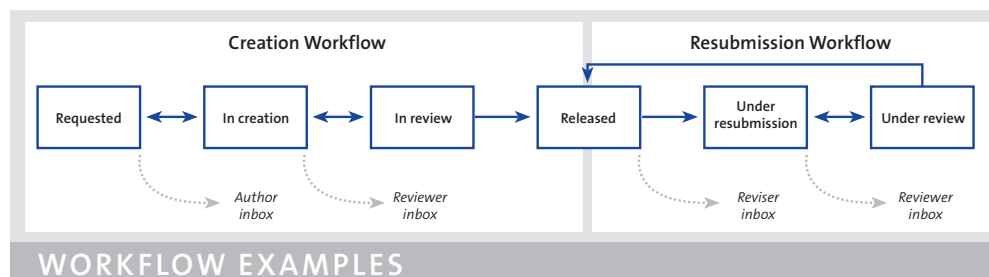 Creation Workflow
Resubmission Workflow
Requested
In creation
In review
Released
Under
resubmission
Under review
Author
inbox
Reviewer
inbox
Reviser
inbox
Reviewer
inbox
WORKFLOW EXAMPLES